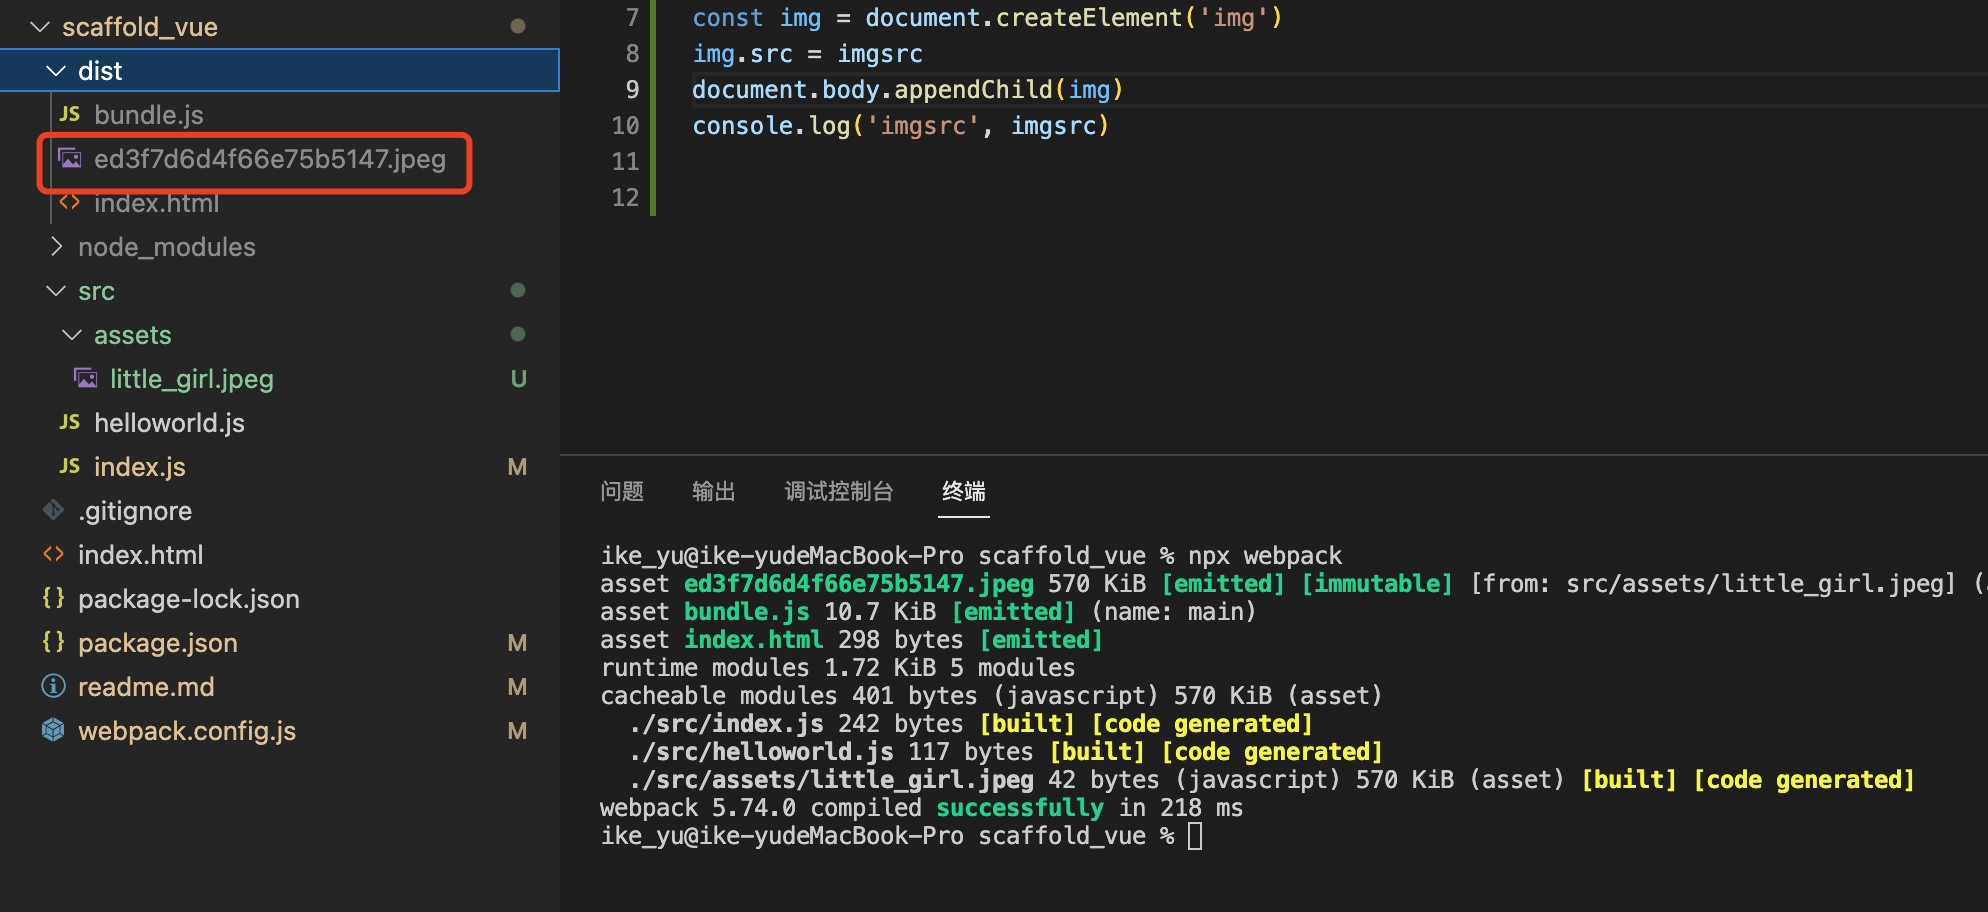 scaffold_vue
dist
JS bundle.js
ed3f7d6d4f66e75b5147.jpeg
<> index.html
node_modules
src
assets
little_girl.jpeg U
JS helloworld.js
JS index.js M
.gitignore
<> index.html
{} package-lock.json
{} package.json M
readme.md M
webpack.config.js M
7 const img = document.createElement('img')
8 img.src = imgsrc
9 document.body.appendChild(img)
10 console.log('imgsrc', imgsrc)
11
12
问题 输出 调试控制台 终端
ike_yu@ike-yudeMacBook-Pro scaffold_vue % npx webpack
asset ed3f7d6d4f66e75b5147.jpeg 570 KiB [emitted] [immutable] [from: src/assets/little_girl.jpeg] (
asset bundle.js 10.7 KiB [emitted] (name: main)
asset index.html 298 bytes [emitted]
runtime modules 1.72 KiB 5 modules
cacheable modules 401 bytes (javascript) 570 KiB (asset)
./src/index.js 242 bytes [built] [code generated]
./src/helloworld.js 117 bytes [built] [code generated]
./src/assets/little_girl.jpeg 42 bytes (javascript) 570 KiB (asset) [built] [code generated]
webpack 5.74.0 compiled successfully in 218 ms
ike_yu@ike-yudeMacBook-Pro scaffold_vue %